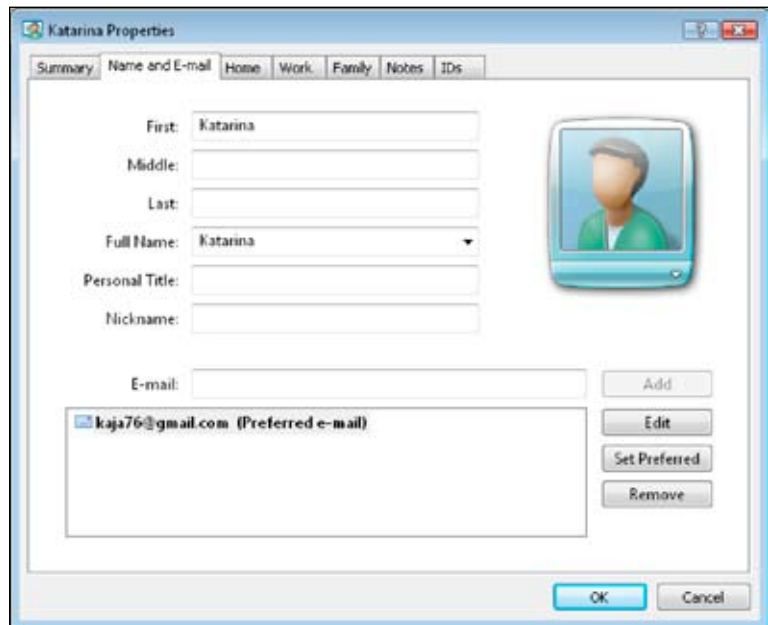 Katarina Properties
Summary Name and E-mail Home Work Family Notes IDs
First: Katarina
Middle:
Last:
Full Name: Katarina
Personal Title:
Nickname:
E-mail: Add
kaja76@gmail.com (Preferred e-mail) Edit
Set Preferred
Remove
OK Cancel